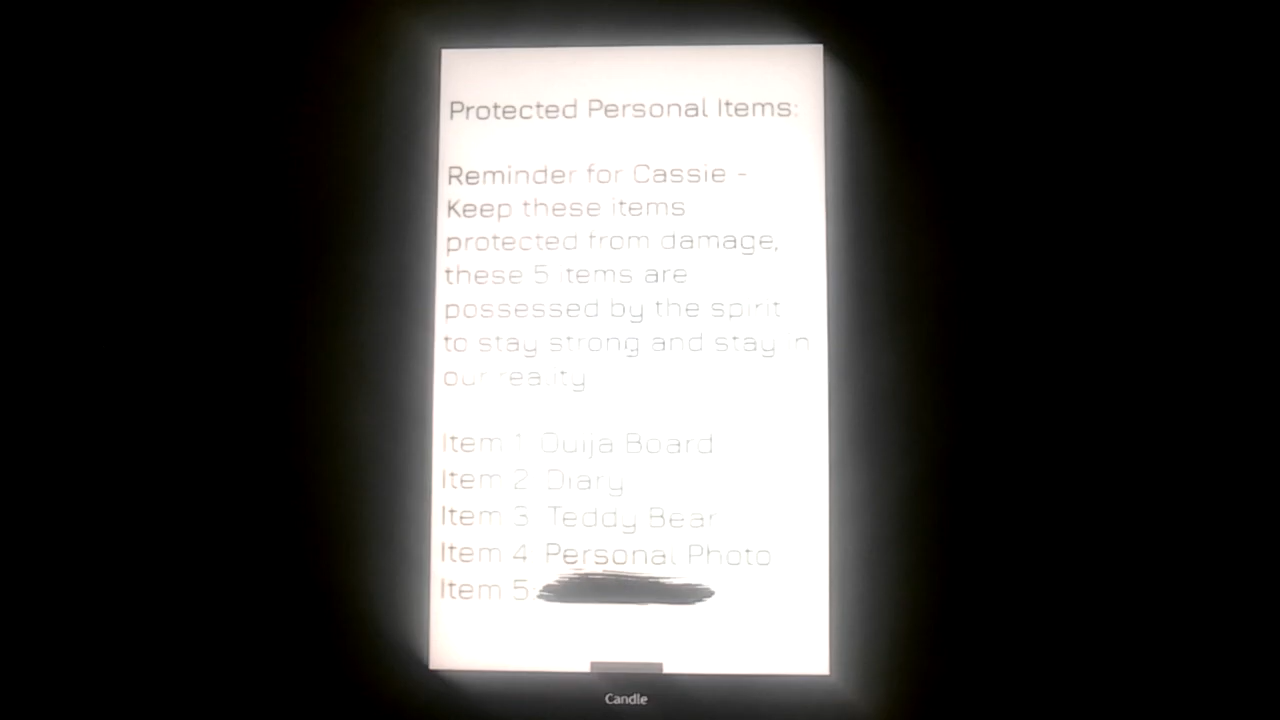 Protected Personal Items:
Reminder for Cassie -
Keep these items
protected from damage,
these 5 items are
possessed by the spirit
to stay strong and stay in
our reality
Item 1: Ouija Board
Item 2: Diary
Item 3: Teddy Bear
Item 4: Personal Photo
Item 5:
Candle